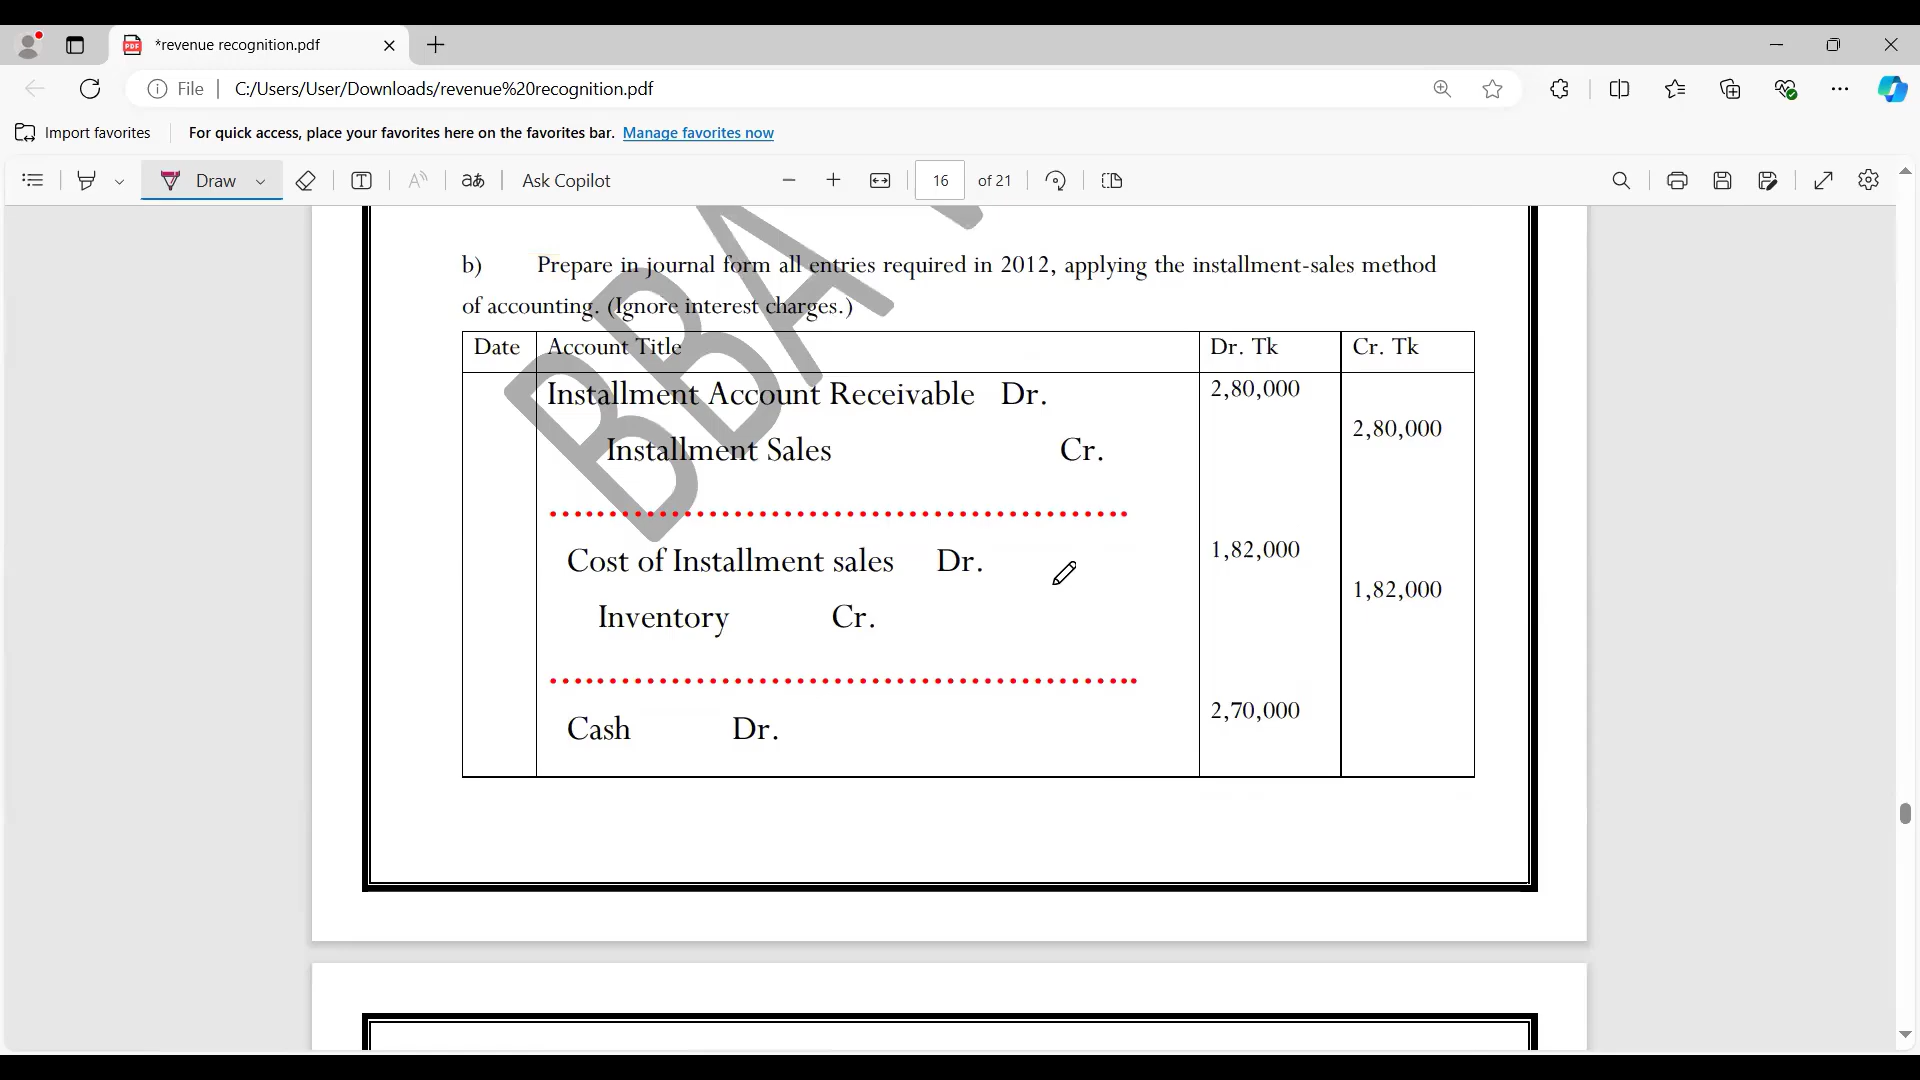 *revenue recognition.pdf
File
C:/Users/User/Downloads/revenue%20recognition.pdf
Import favorites
For quick access, place your favorites here on the favorites bar. Manage favorites now
Draw
Ask Copilot
16 of 21
b) Prepare in journal form all entries required in 2012, applying the installment-sales method
of accounting. (Ignore interest charges.)
Date Account Title Dr. Tk Cr. Tk
Installment Account Receivable Dr. 2,80,000
Installment Sales Cr. 2,80,000
Cost of Installment sales Dr. 1,82,000
Inventory Cr. 1,82,000
Cash Dr. 2,70,000
BBA